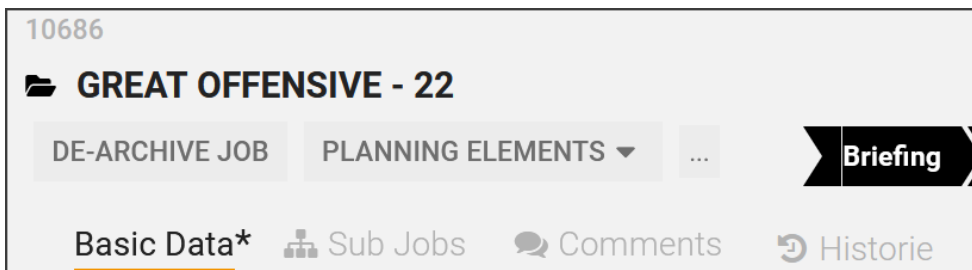 10686
GREAT OFFENSIVE - 22
DE-ARCHIVE JOB PLANNING ELEMENTS ... Briefing
Basic Data* Sub Jobs Comments Historie